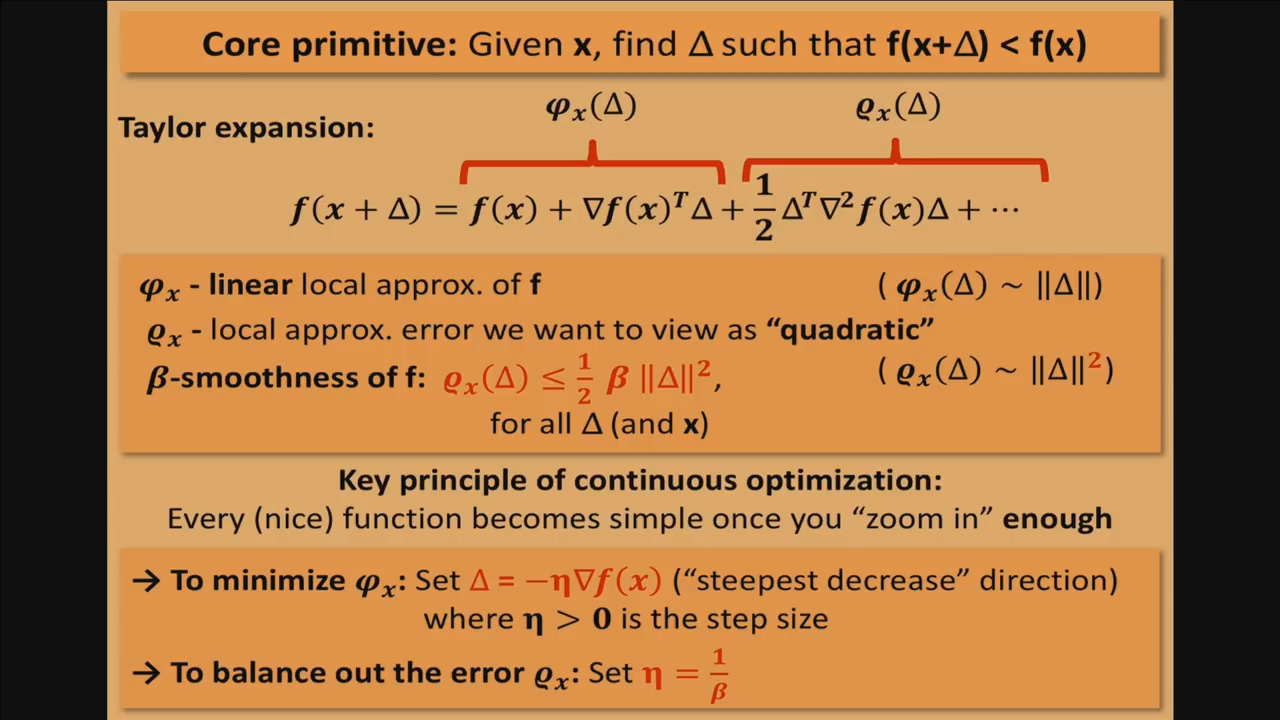 Core primitive: Given x, find Δ such that f(x+Δ) < f(x)
φₓ(Δ) ϱₓ(Δ)
Taylor expansion:
f(x + Δ) = f(x) + ∇f(x)ᵀΔ + 1/2 Δᵀ∇²f(x)Δ + ⋯
φₓ - linear local approx. of f ( φₓ(Δ) ~ ‖Δ‖)
ϱₓ - local approx. error we want to view as “quadratic”
β-smoothness of f: ϱₓ(Δ) ≤ 1/2 β ‖Δ‖², ( ϱₓ(Δ) ~ ‖Δ‖²)
for all Δ (and x)
Key principle of continuous optimization:
Every (nice) function becomes simple once you “zoom in” enough
→ To minimize φₓ: Set Δ = −η∇f(x) (“steepest decrease” direction)
where η > 0 is the step size
→ To balance out the error ϱₓ: Set η = 1/β